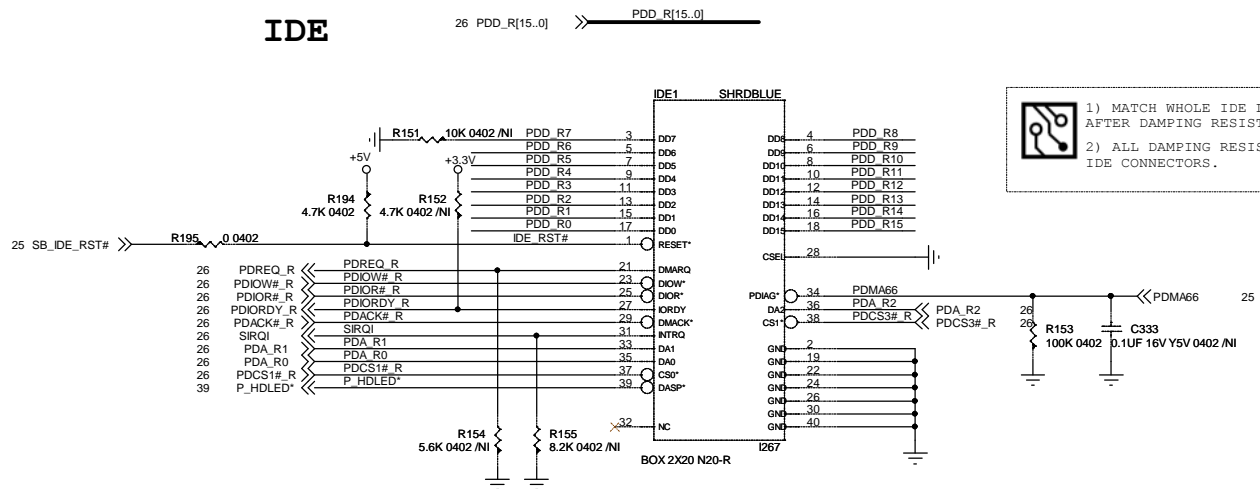 IDE
26 PDD_R[15..0]
PDD_R[15..0]
IDE1 SHRDBLUE
1) MATCH WHOLE IDE
AFTER DAMPING RESIST
2) ALL DAMPING RESIS
IDE CONNECTORS.
R151 10K 0402 /NI PDD_R7 3 DD7 DD8 4 PDD_R8
PDD_R6 5 DD6 DD9 6 PDD_R9
PDD_R5 7 DD5 DD10 8 PDD_R10
PDD_R4 9 DD4 DD11 10 PDD_R11
PDD_R3 11 DD3 DD12 12 PDD_R12
PDD_R2 13 DD2 DD13 14 PDD_R13
PDD_R1 15 DD1 DD14 16 PDD_R14
PDD_R0 17 DD0 DD15 18 PDD_R15
+5V
+3.3V
R194
4.7K 0402
R152
4.7K 0402 /NI
25 SB_IDE_RST# R195 0 0402 IDE_RST# 1 RESET*
CSEL 28
26 PDREQ_R PDREQ_R 21 DMARQ
26 PDIOW#_R PDIOW#_R 23 DIOW*
26 PDIOR#_R PDIOR#_R 25 DIOR*
26 PDIORDY_R PDIORDY_R 27 IORDY
26 PDACK#_R PDACK#_R 29 DMACK*
26 SIRQI SIRQI 31 INTRQ
26 PDA_R1 PDA_R1 33 DA1
26 PDA_R0 PDA_R0 35 DA0
26 PDCS1#_R PDCS1#_R 37 CS0*
39 P_HDLED* P_HDLED* 39 DASP*
PDIAG* 34 PDMA66 PDMA66 25
DA2 36 PDA_R2 PDA_R2 26
CS1* 38 PDCS3#_R PDCS3#_R 26
R153
100K 0402
C333
0.1UF 16V Y5V 0402 /NI
GND 2
GND 19
GND 22
GND 24
GND 26
GND 30
GND 40
32 NC
R154
5.6K 0402 /NI
R155
8.2K 0402 /NI
I267
BOX 2X20 N20-R